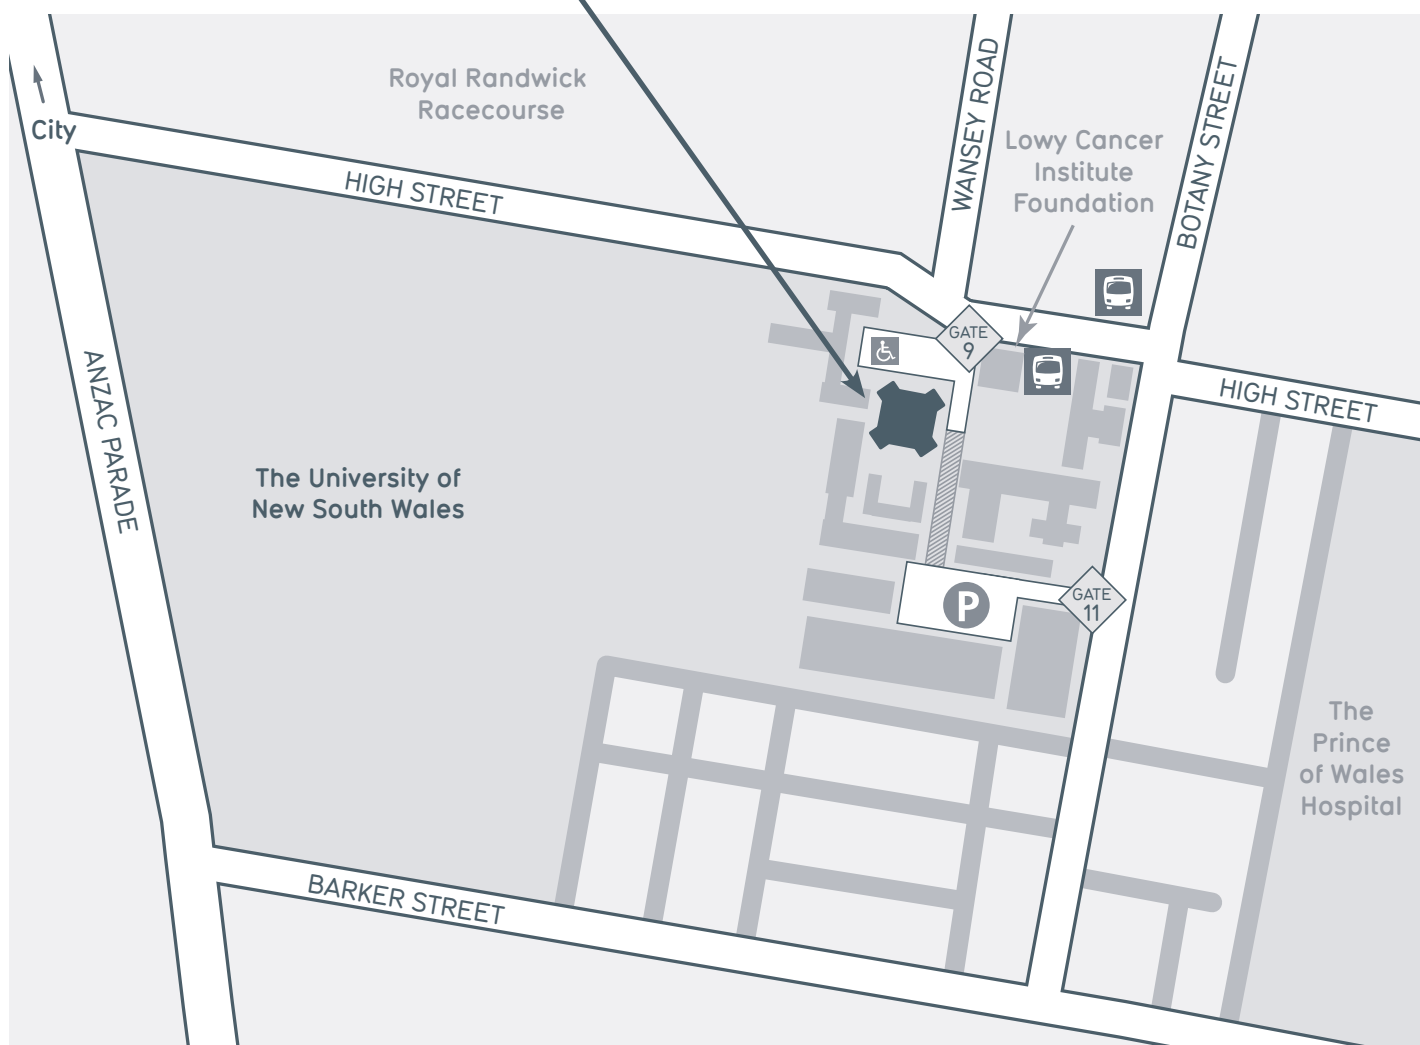 Royal Randwick
Racecourse
WANSEY ROAD
BOTANY STREET
City
Lowy Cancer
Institute
Foundation
HIGH STREET
GATE
9
ANZAC PARADE
HIGH STREET
The University of
New South Wales
P
GATE
11
The
Prince
of Wales
Hospital
BARKER STREET